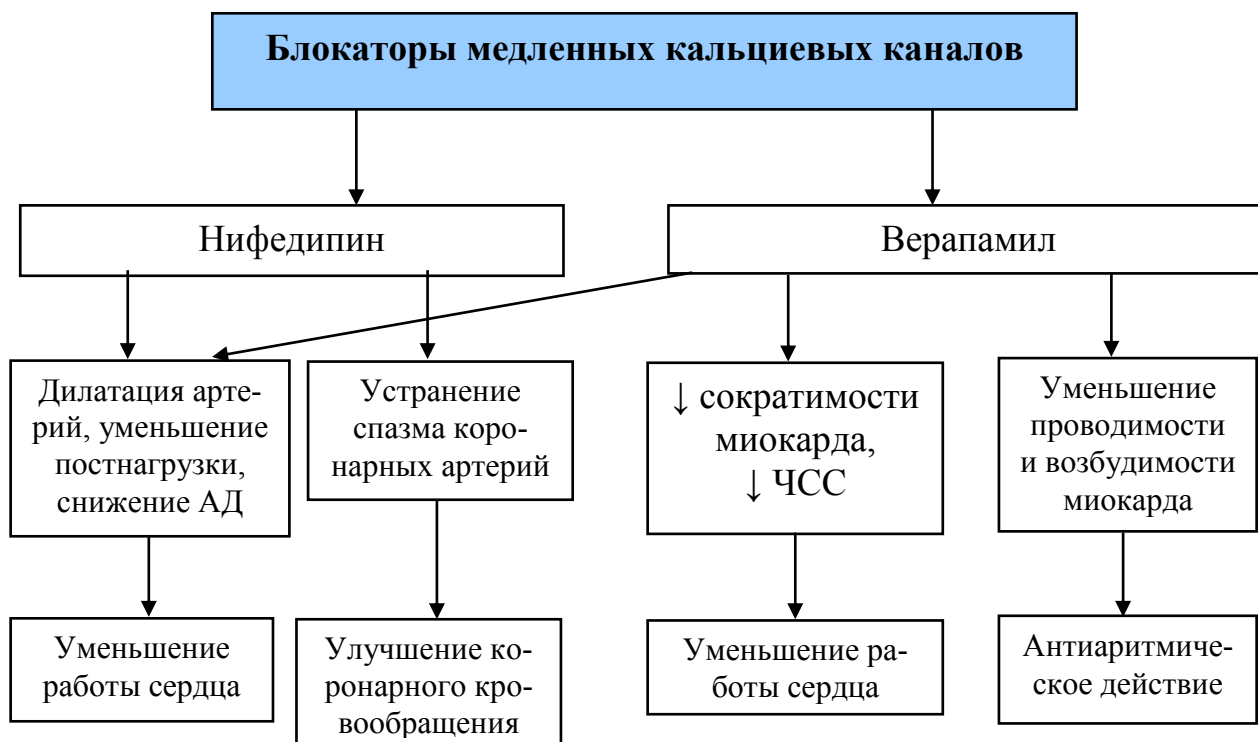 Блокаторы медленных кальциевых каналов
Нифедипин
Верапамил
Дилатация арте-
рий, уменьшение
постнагрузки,
снижение АД
Устранение
спазма коро-
нарных артерий
↓ сократимости
миокарда,
↓ ЧСС
Уменьшение
проводимости
и возбудимости
миокарда
Уменьшение
работы сердца
Улучшение ко-
ронарного кро-
вообращения
Уменьшение ра-
боты сердца
Антиаритмиче-
ское действие